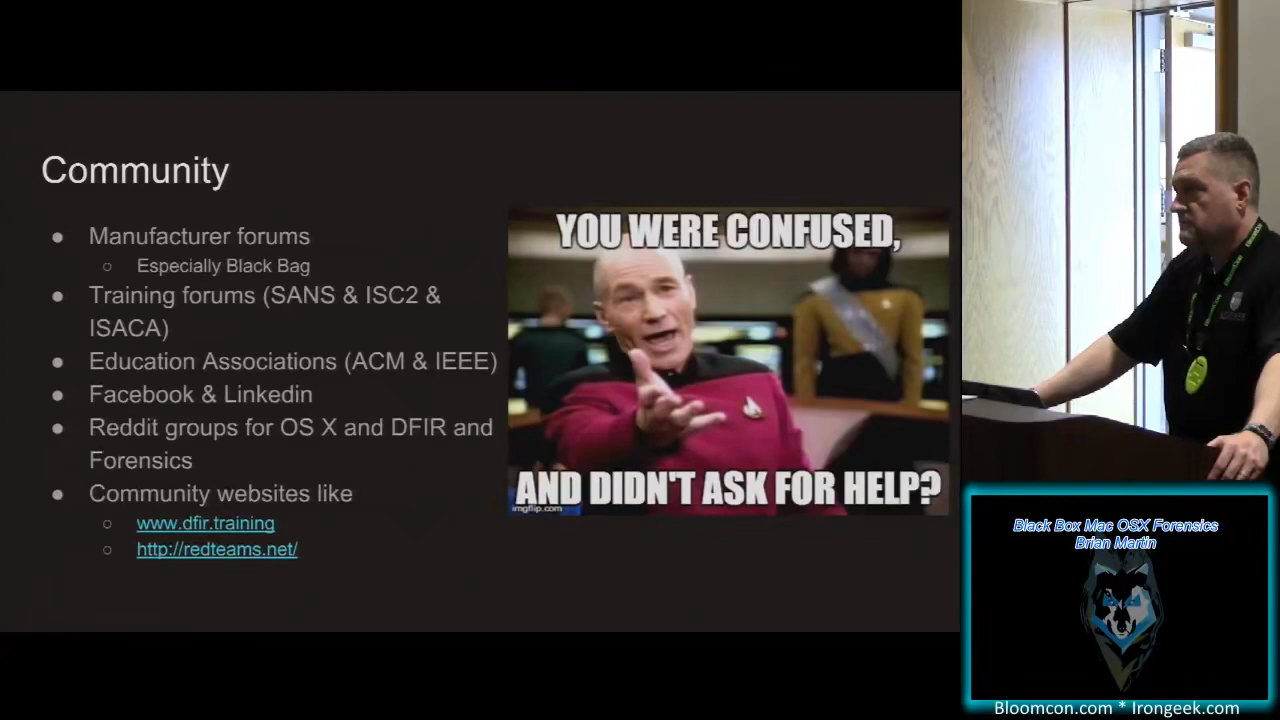 Community
● Manufacturer forums
○ Especially Black Bag
● Training forums (SANS & ISC2 &
ISACA)
● Education Associations (ACM & IEEE)
● Facebook & Linkedin
● Reddit groups for OS X and DFIR and
Forensics
● Community websites like
○ www.dfir.training
○ http://redteams.net/
YOU WERE CONFUSED,
AND DIDN'T ASK FOR HELP?
imgflip.com
Black Box Mac OSX Forensics
Brian Martin
Bloomcon.com * Irongeek.com